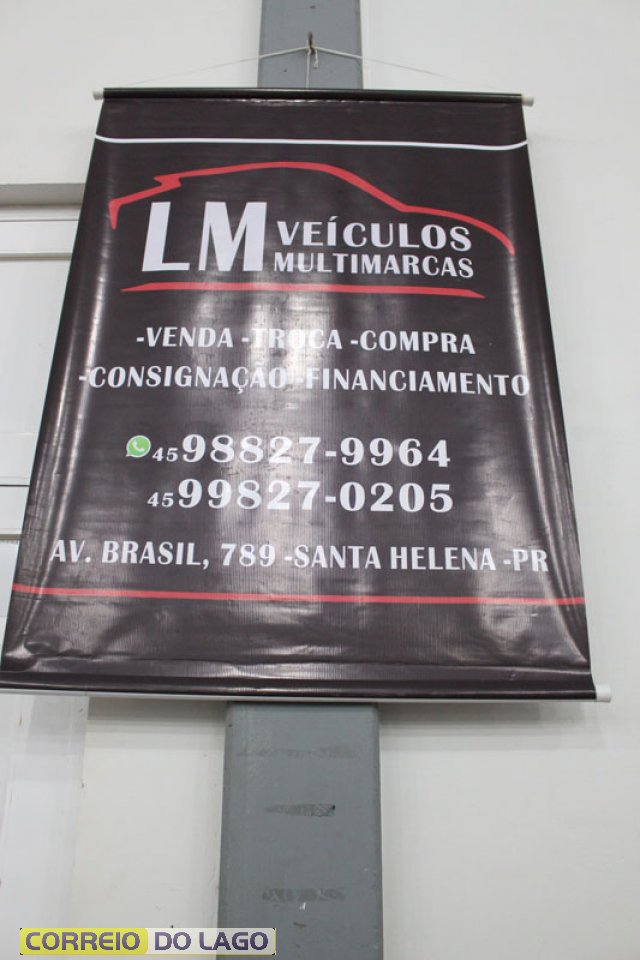 LM VEÍCULOS
MULTIMARCAS
-VENDA -TROCA -COMPRA
-CONSIGNAÇÃO -FINANCIAMENTO
45 98827-9964
45 99827-0205
AV. BRASIL, 789 -SANTA HELENA -PR
CORREIO DO LAGO